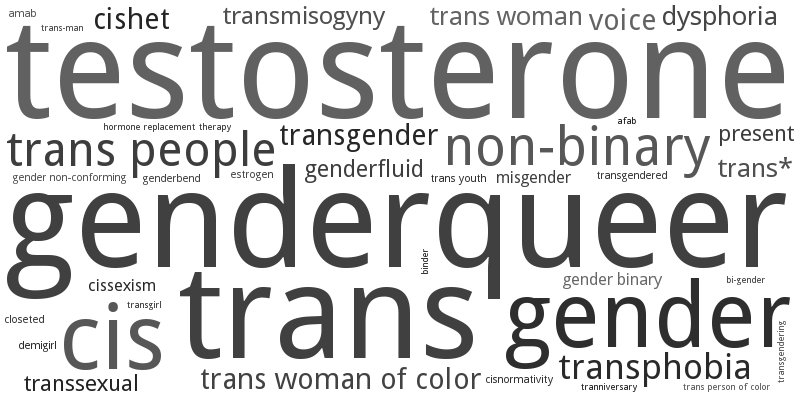 amab
trans-man
cishet
transmisogyny
trans woman
voice
dysphoria
testosterone
hormone replacement therapy
afab
trans people
transgender
non-binary
present
gender non-conforming
genderbend
estrogen
genderfluid
trans youth
misgender
transgendered
trans*
genderqueer
binder
cissexism
trans
gender binary
bi-gender
transgirl
closeted
cis
gender
demigirl
transgendering
transphobia
transsexual
trans woman of color
cisnormativity
tranniversary
trans person of color